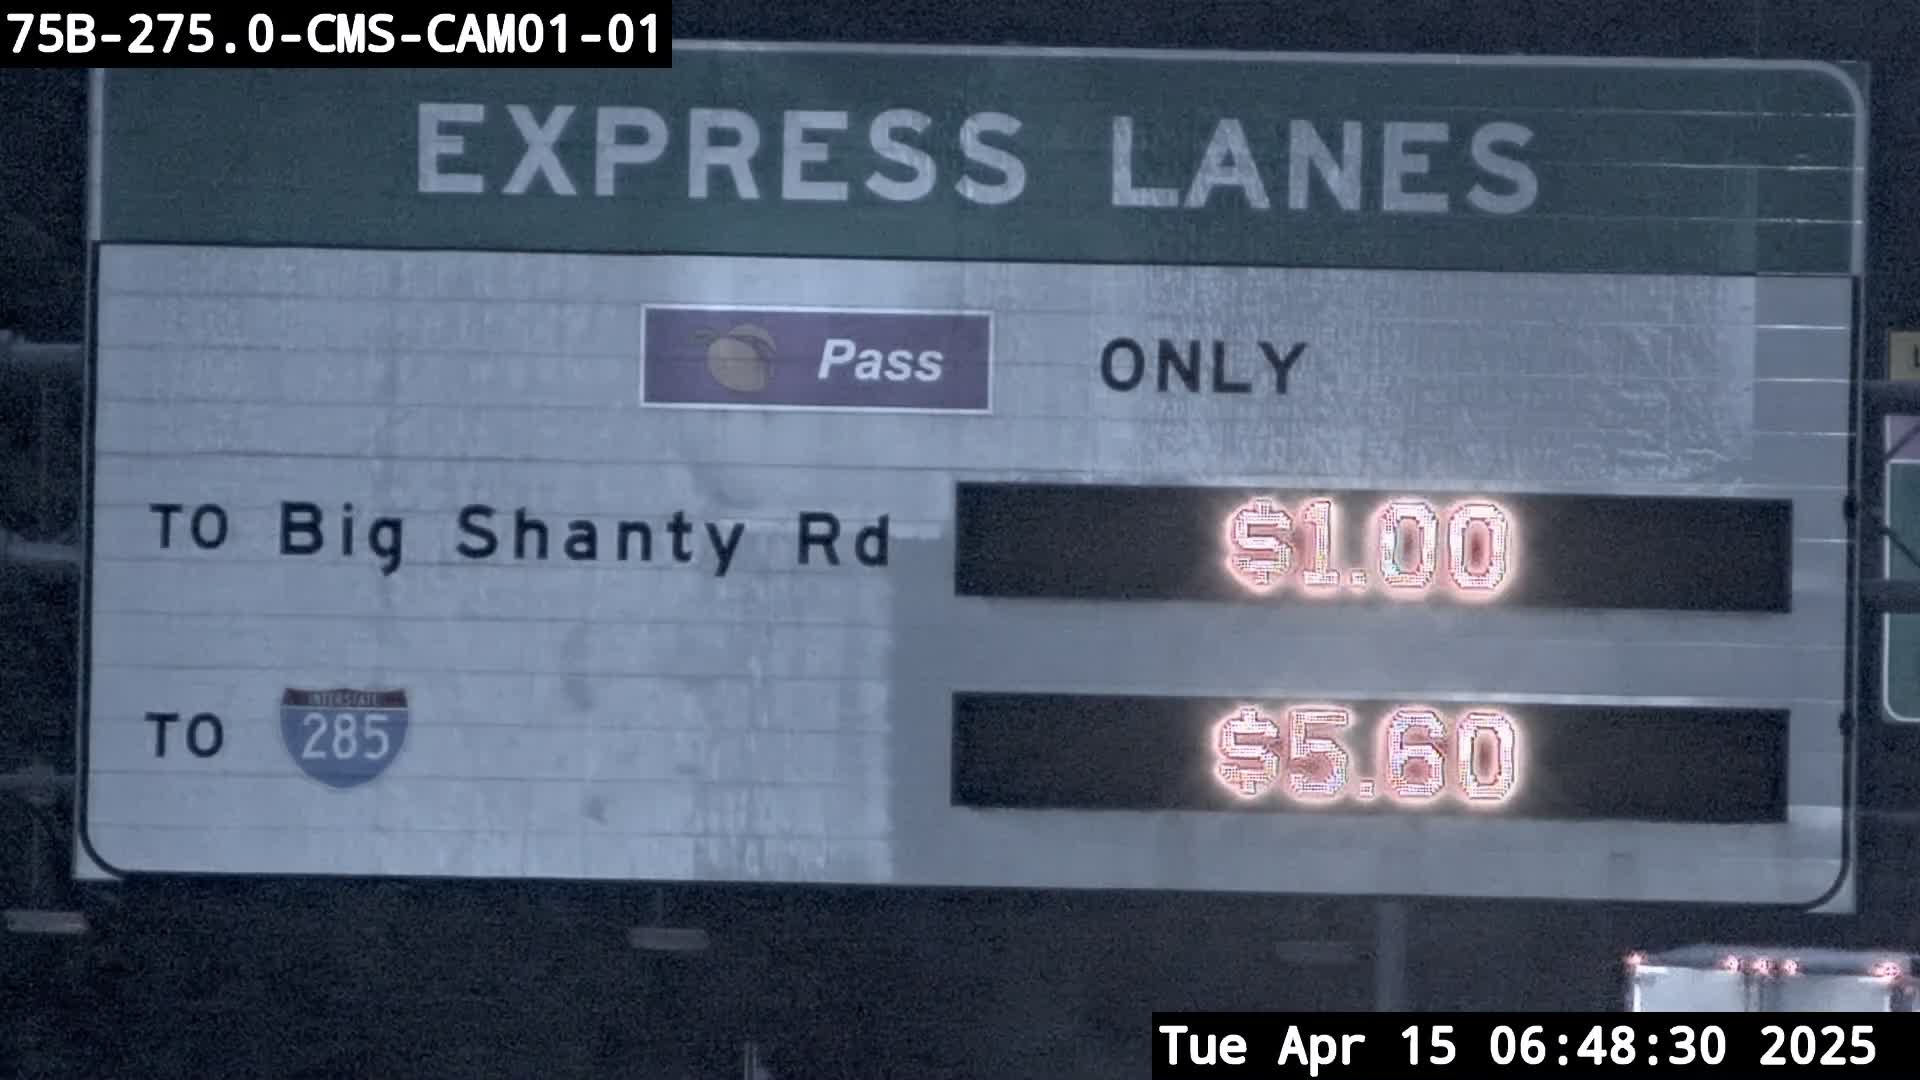 75B-275.0-CMS-CAM01-01
EXPRESS LANES
Pass ONLY
TO Big Shanty Rd $1.00
TO INTERSTATE 285 $5.60
Tue Apr 15 06:48:30 2025